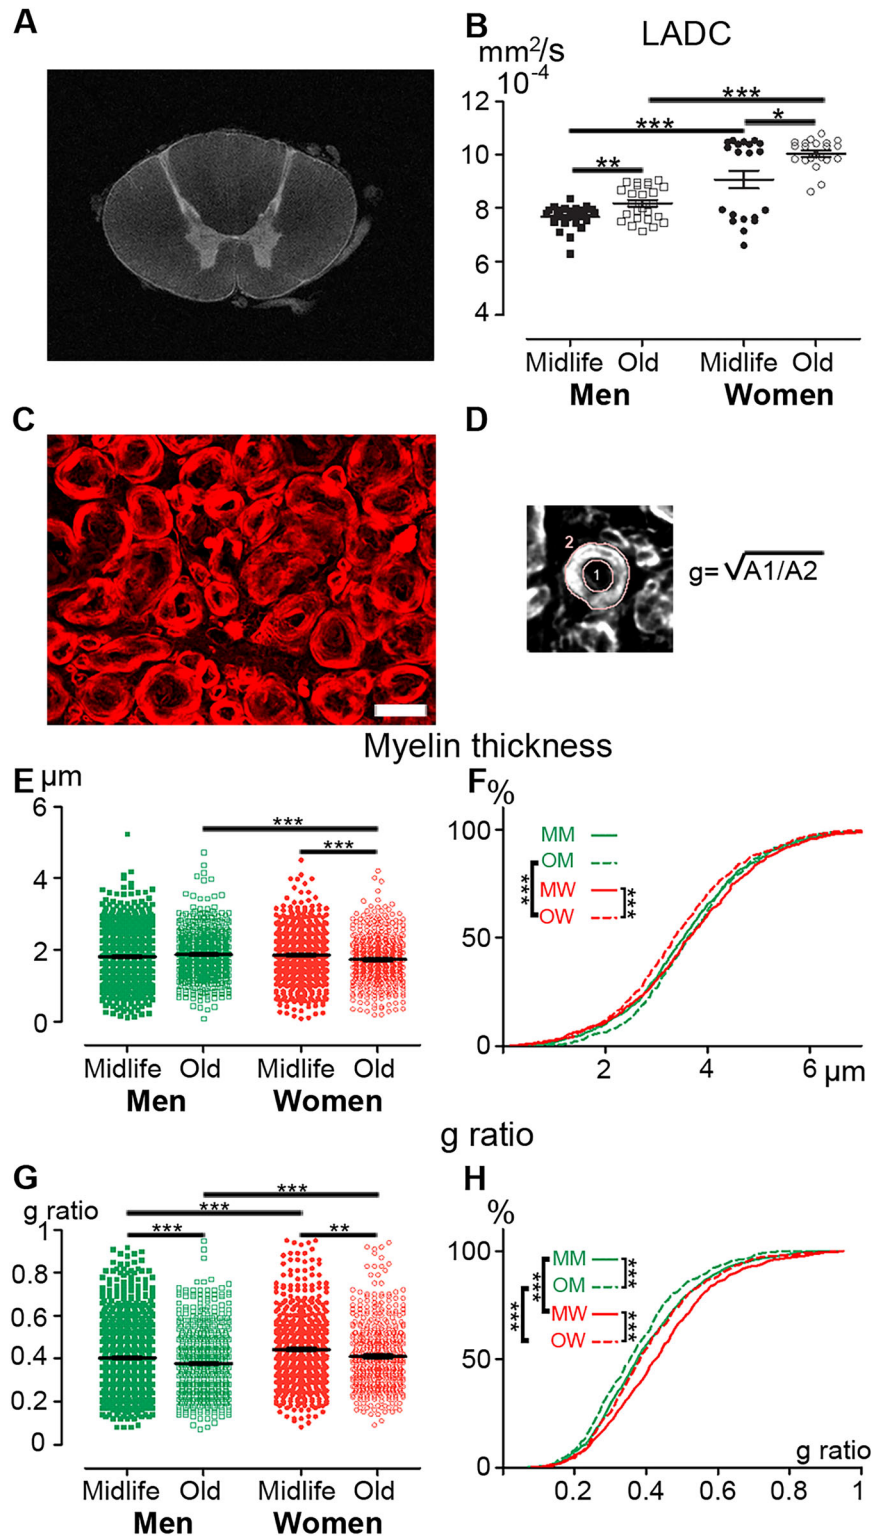 A
B
LADC
mm2/s
10-4
12
10
8
6
4
***
***
*
**
Midlife Old Midlife Old
Men Women
C
D
2
1
g= √A1/A2
Myelin thickness
E µm
6
4
2
0
***
***
Midlife Old Midlife Old
Men Women
F %
100
50
0
MM
OM
MW
OW
***
***
2 4 6 µm
g ratio
G
g ratio
1
0.8
0.6
0.4
0.2
0
***
***
*** **
Midlife Old Midlife Old
Men Women
H
%
100
50
0
MM
OM
MW
OW
***
***
***
***
g ratio
0.2 0.4 0.6 0.8 1